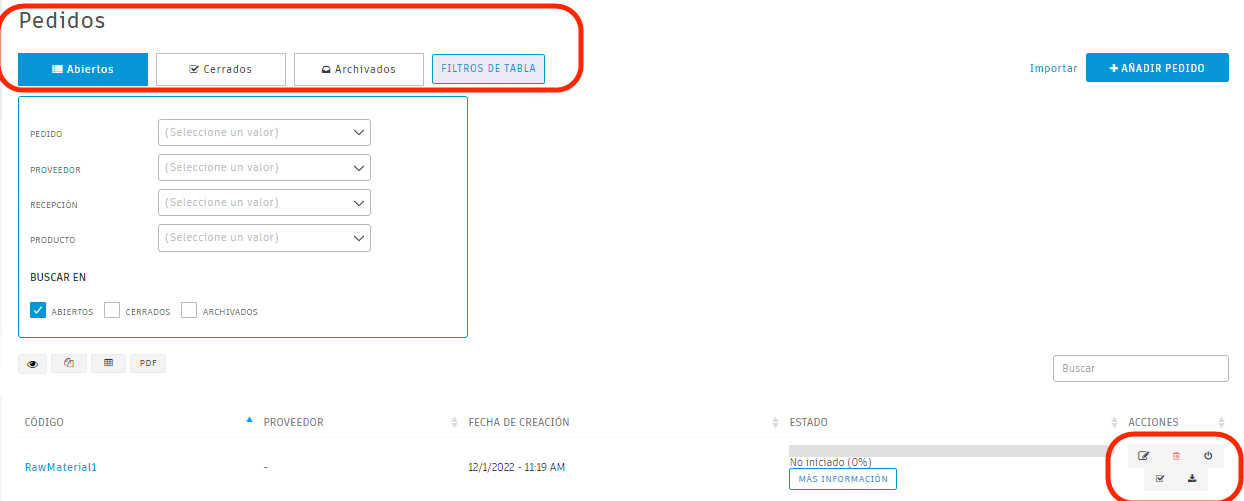 Pedidos
Abiertos Cerrados Archivados FILTROS DE TABLA Importar + AÑADIR PEDIDO
PEDIDO (Seleccione un valor)
PROVEEDOR (Seleccione un valor)
RECEPCIÓN (Seleccione un valor)
PRODUCTO (Seleccione un valor)
BUSCAR EN
ABIERTOS CERRADOS ARCHIVADOS
PDF Buscar
CÓDIGO PROVEEDOR FECHA DE CREACIÓN ESTADO ACCIONES
RawMaterial1 - 12/1/2022 - 11:19 AM No iniciado (0%)
MÁS INFORMACIÓN